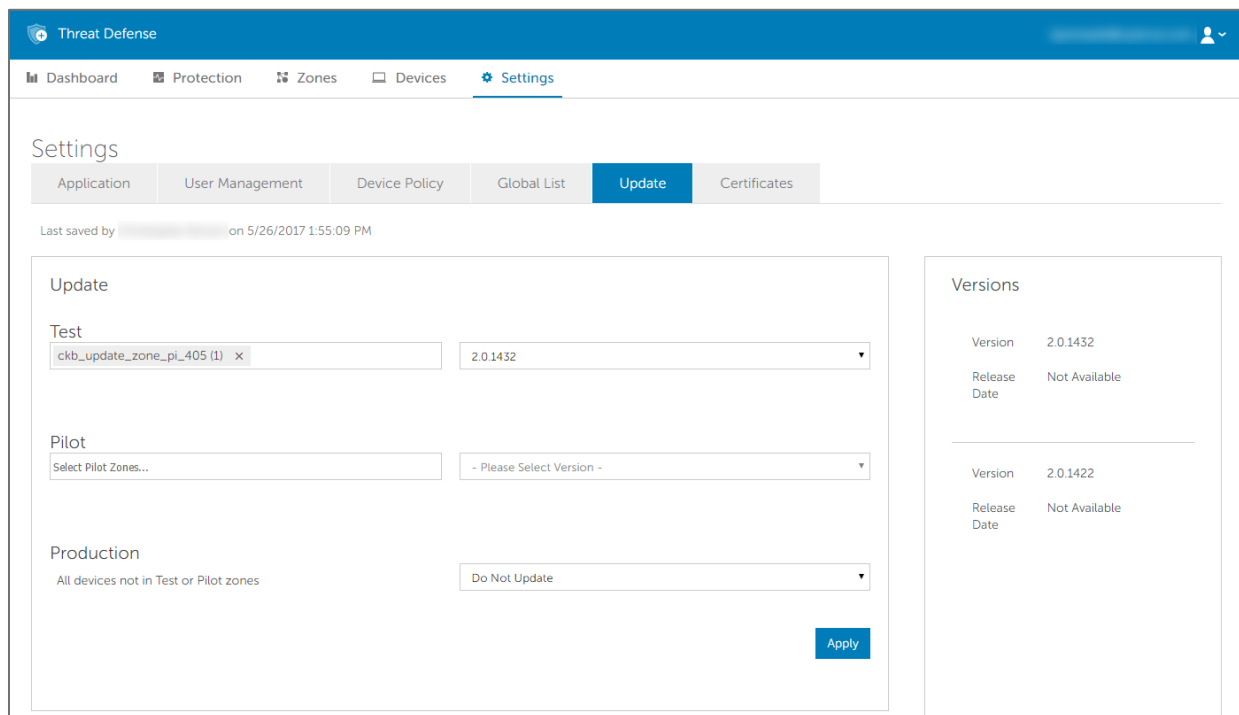 Threat Defense
Dashboard Protection Zones Devices Settings
Settings
Application User Management Device Policy Global List Update Certificates
Last saved by on 5/26/2017 1:55:09 PM
Update
Test
ckb_update_zone_pi_405 (1) × 2.0.1432
Pilot
Select Pilot Zones... - Please Select Version -
Production
All devices not in Test or Pilot zones Do Not Update
Apply
Versions
Version 2.0.1432
Release Not Available
Date
Version 2.0.1422
Release Not Available
Date